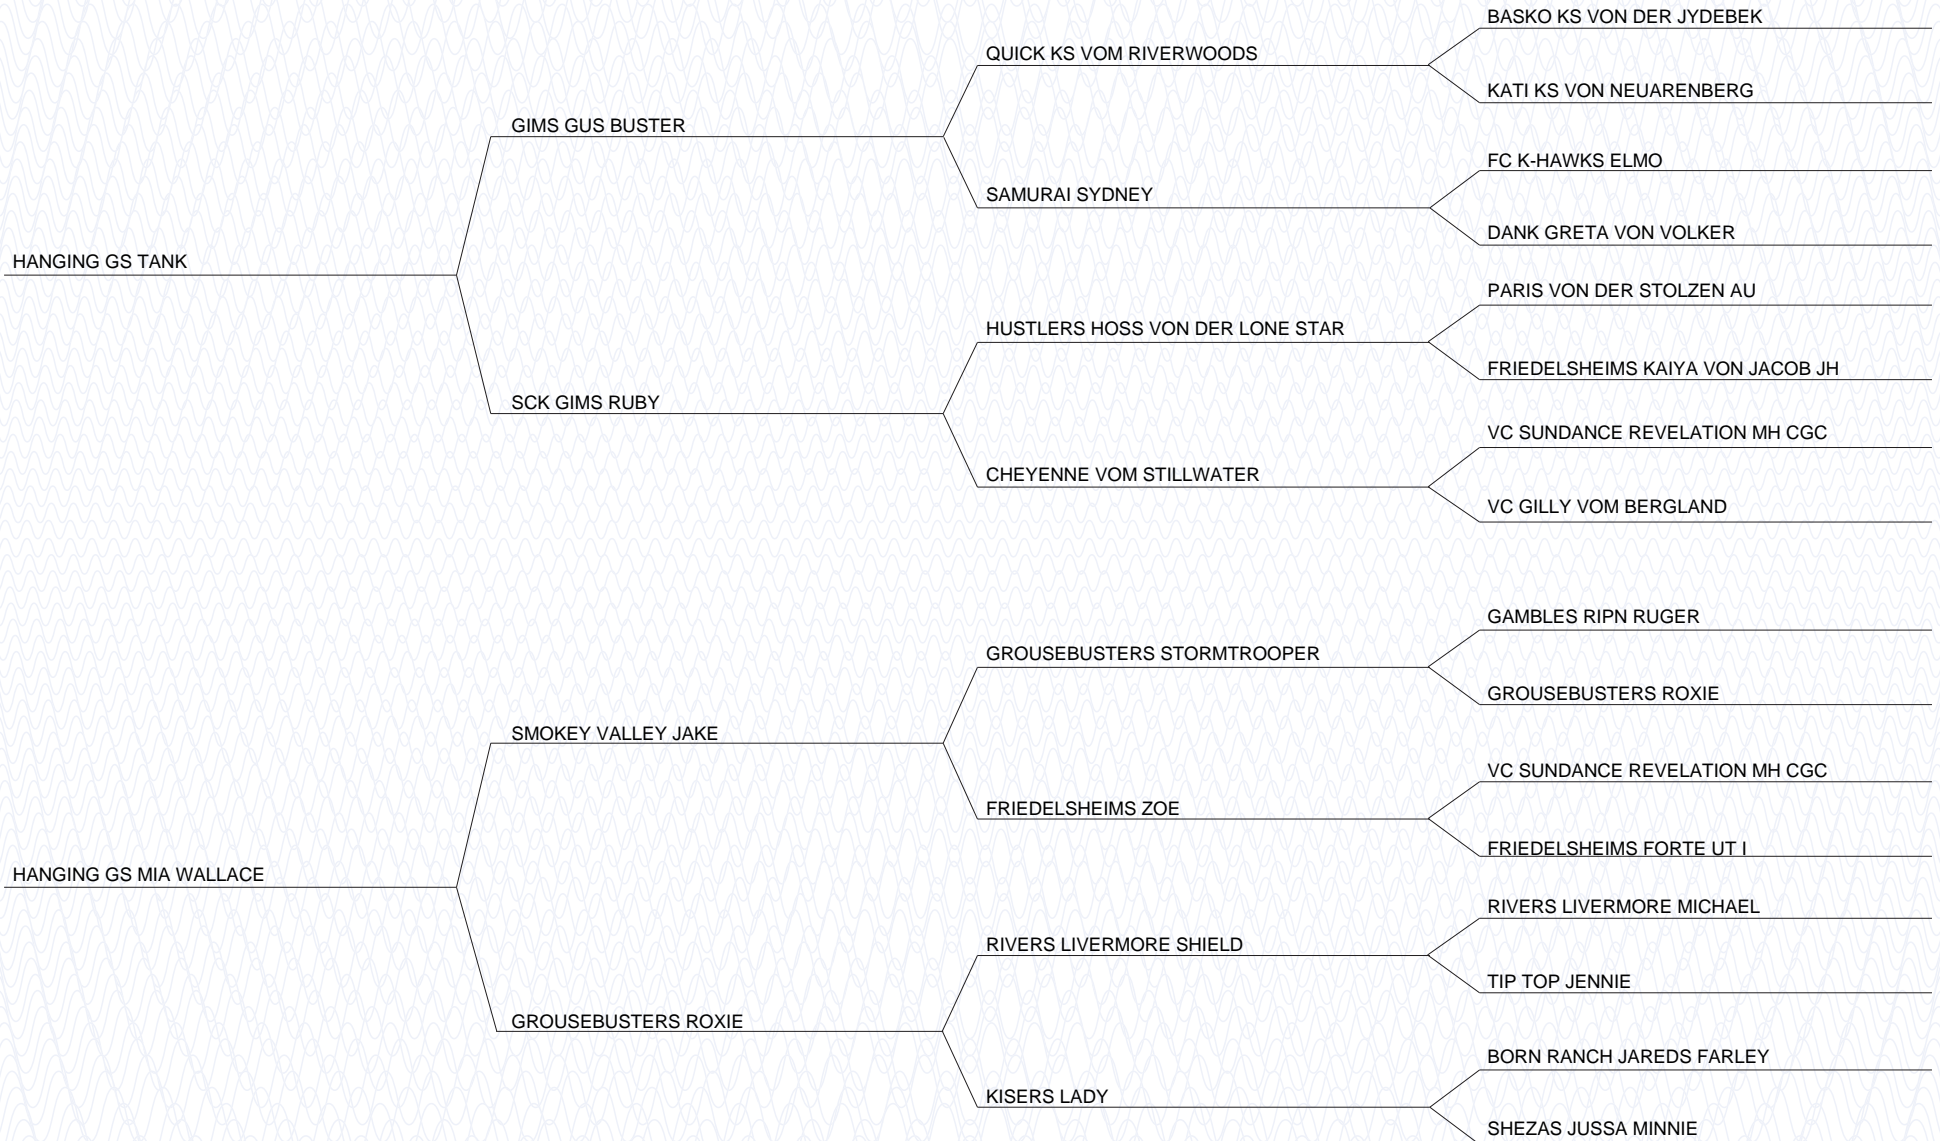 BASKO KS VON DER JYDEBEK
QUICK KS VOM RIVERWOODS
KATI KS VON NEUARENBERG
GIMS GUS BUSTER
FC K-HAWKS ELMO
SAMURAI SYDNEY
DANK GRETA VON VOLKER
HANGING GS TANK
PARIS VON DER STOLZEN AU
HUSTLERS HOSS VON DER LONE STAR
FRIEDELSHEIMS KAIYA VON JACOB JH
SCK GIMS RUBY
VC SUNDANCE REVELATION MH CGC
CHEYENNE VOM STILLWATER
VC GILLY VOM BERGLAND
GAMBLES RIPN RUGER
GROUSEBUSTERS STORMTROOPER
GROUSEBUSTERS ROXIE
SMOKEY VALLEY JAKE
VC SUNDANCE REVELATION MH CGC
FRIEDELSHEIMS ZOE
FRIEDELSHEIMS FORTE UT I
HANGING GS MIA WALLACE
RIVERS LIVERMORE MICHAEL
RIVERS LIVERMORE SHIELD
TIP TOP JENNIE
GROUSEBUSTERS ROXIE
BORN RANCH JAREDS FARLEY
KISERS LADY
SHEZAS JUSSA MINNIE